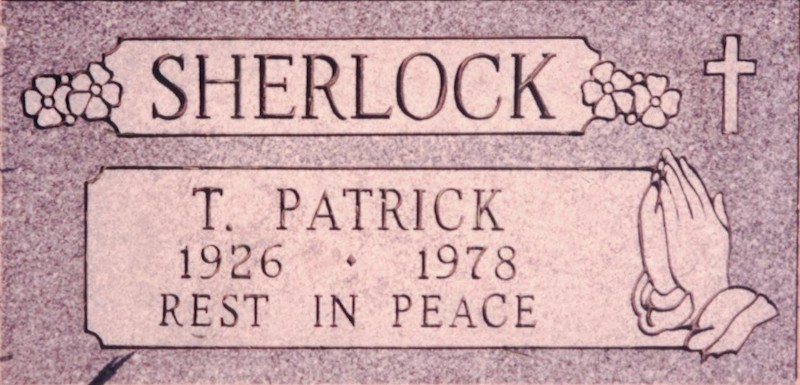 SHERLOCK
T. PATRICK
1926 · 1978
REST IN PEACE